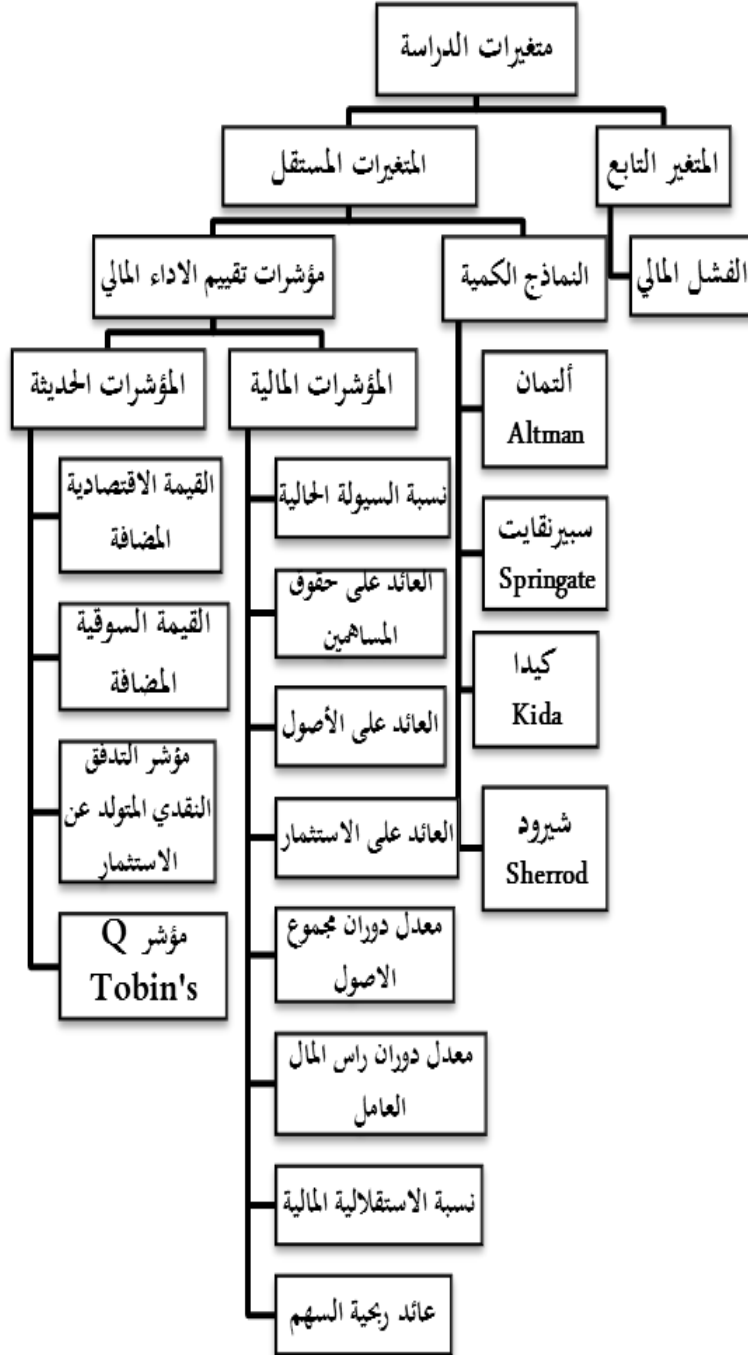 متغيرات الدراسة
المتغير التابع
المتغيرات المستقل
الفشل المالي
النماذج الكمية
مؤشرات تقييم الاداء المالي
ألتمان
Altman
سبيرنقايت
Springate
كيدا
Kida
شيرود
Sherrod
المؤشرات المالية
المؤشرات الحديثة
نسبة السيولة الحالية
العائد على حقوق
المساهمين
العائد على الأصول
العائد على الاستثمار
معدل دوران مجموع
الاصول
معدل دوران راس المال
العامل
نسبة الاستقلالية المالية
عائد ربحية السهم
القيمة الاقتصادية
المضافة
القيمة السوقية
المضافة
مؤشر التدفق
النقدي المتولد عن
الاستثمار
مؤشر Q
Tobin's